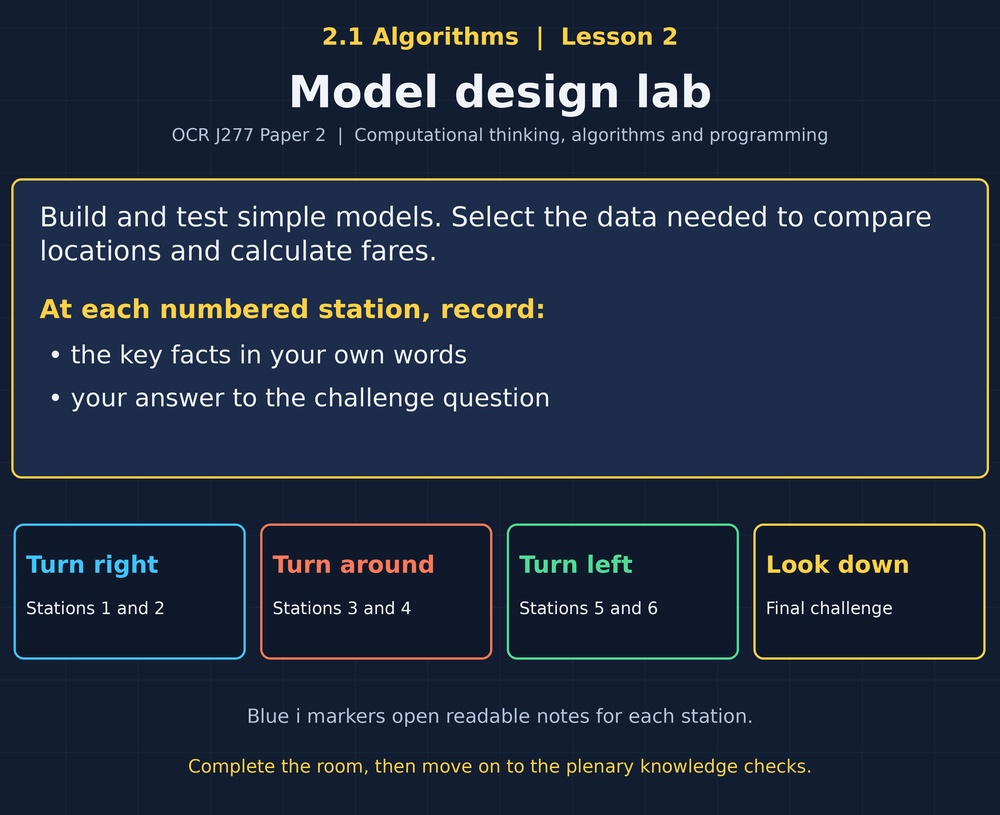 2.1 Algorithms | Lesson 2
Model design lab
OCR J277 Paper 2 | Computational thinking, algorithms and programming
Build and test simple models. Select the data needed to compare
locations and calculate fares.
At each numbered station, record:
• the key facts in your own words
• your answer to the challenge question
Turn right
Stations 1 and 2
Turn around
Stations 3 and 4
Turn left
Stations 5 and 6
Look down
Final challenge
Blue i markers open readable notes for each station.
Complete the room, then move on to the plenary knowledge checks.